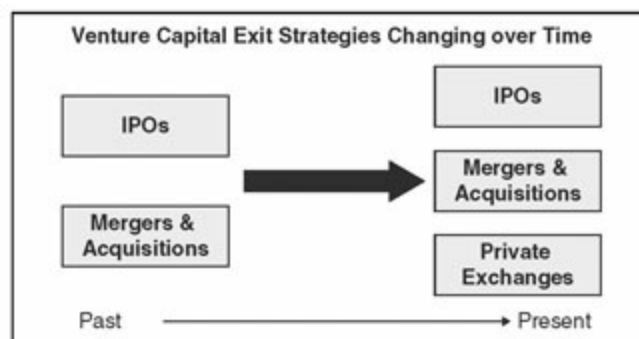 Venture Capital Exit Strategies Changing over Time
IPOs
Mergers &
Acquisitions
IPOs
Mergers &
Acquisitions
Private
Exchanges
Past
Present